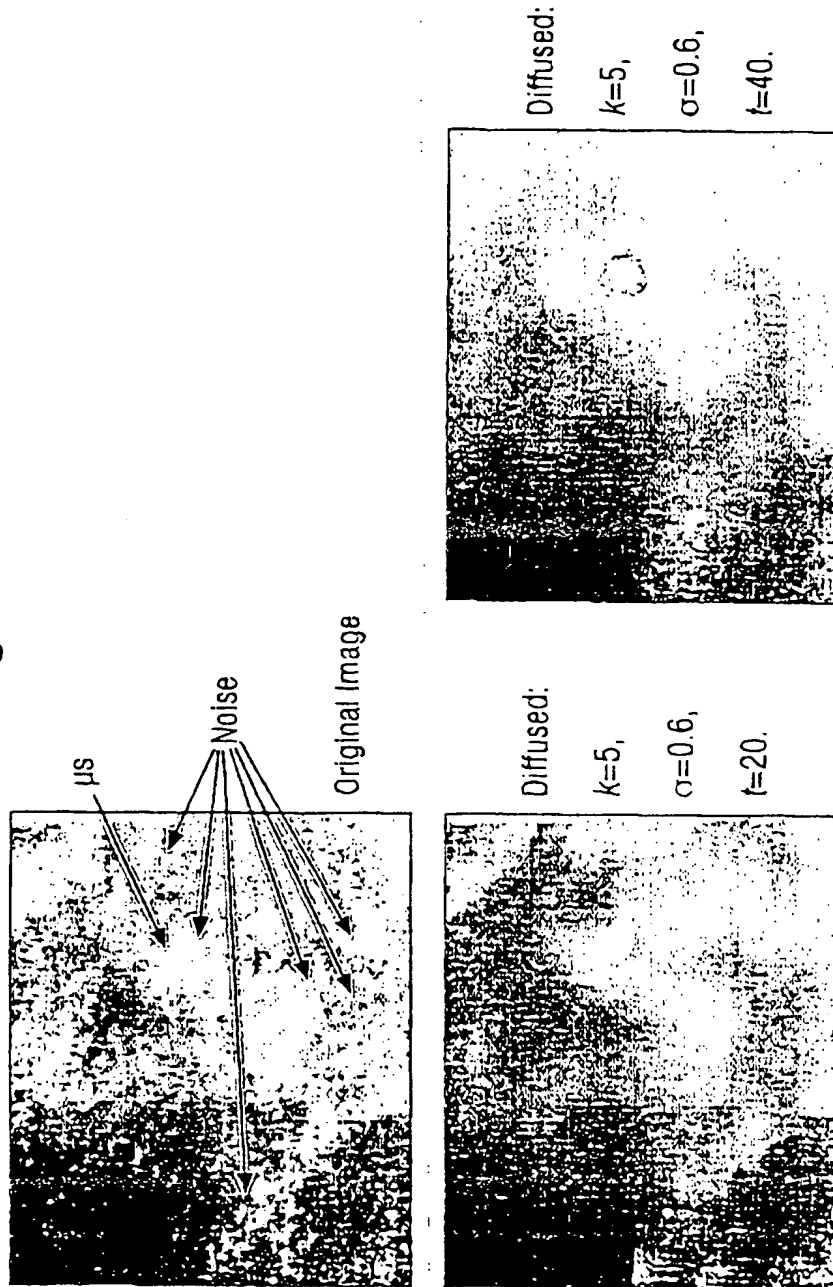 μs
Noise
Original Image
Diffused:
k=5,
σ=0.6,
t=20.
Diffused:
k=5,
σ=0.6,
t=40.